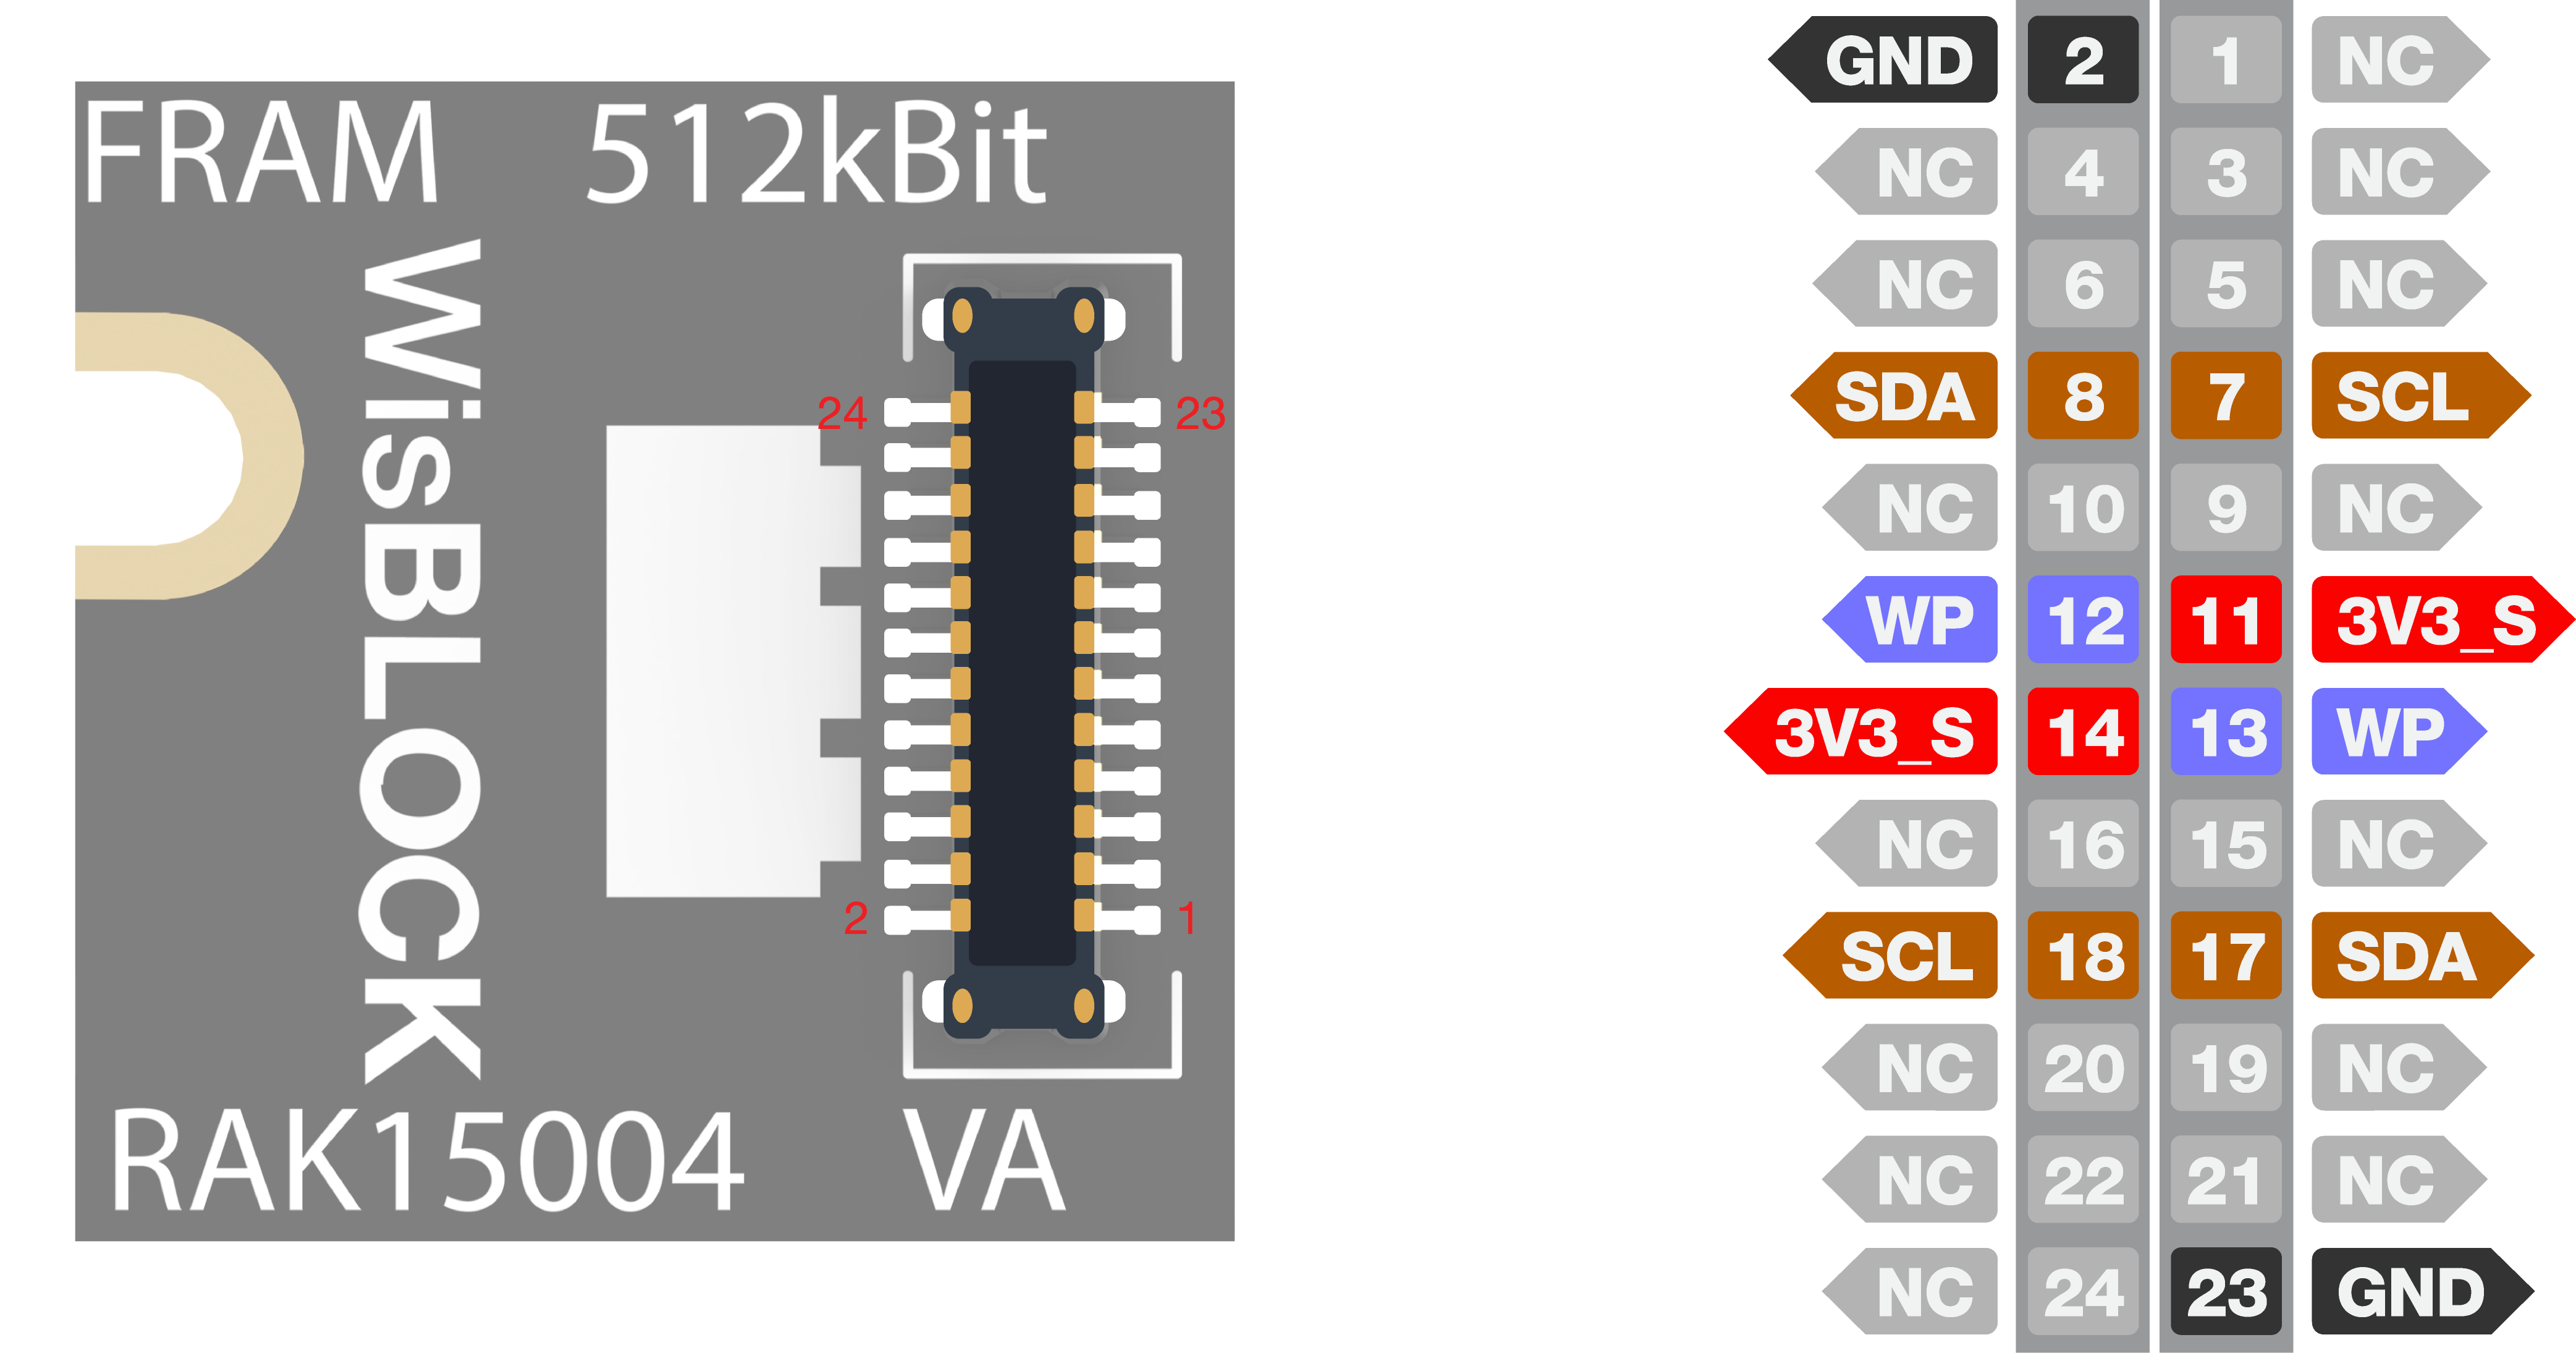 FRAM 512kBit
WisBLOCK
24 23
2 1
RAK15004 VA
GND 2 1 NC
NC 4 3 NC
NC 6 5 NC
SDA 8 7 SCL
NC 10 9 NC
WP 12 11 3V3_S
3V3_S 14 13 WP
NC 16 15 NC
SCL 18 17 SDA
NC 20 19 NC
NC 22 21 NC
NC 24 23 GND